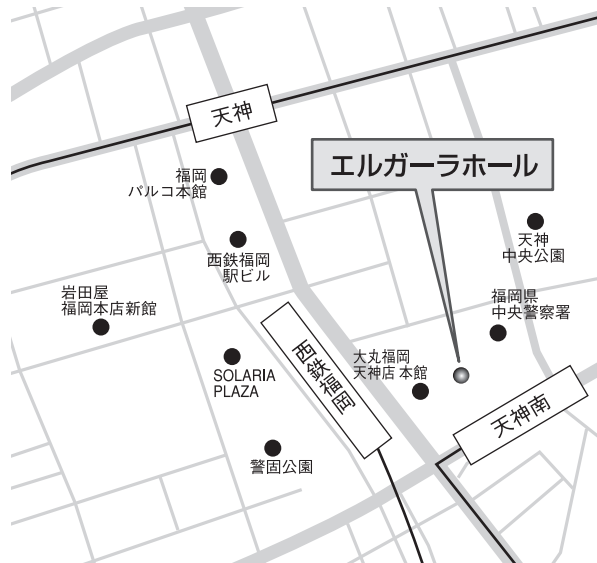 天神
エルガーラホール
福岡
パルコ本館
天神
中央公園
西鉄福岡
駅ビル
岩田屋
福岡本店新館
福岡県
中央警察署
西鉄福岡
大丸福岡
天神店 本館
SOLARIA
PLAZA
天神南
警固公園